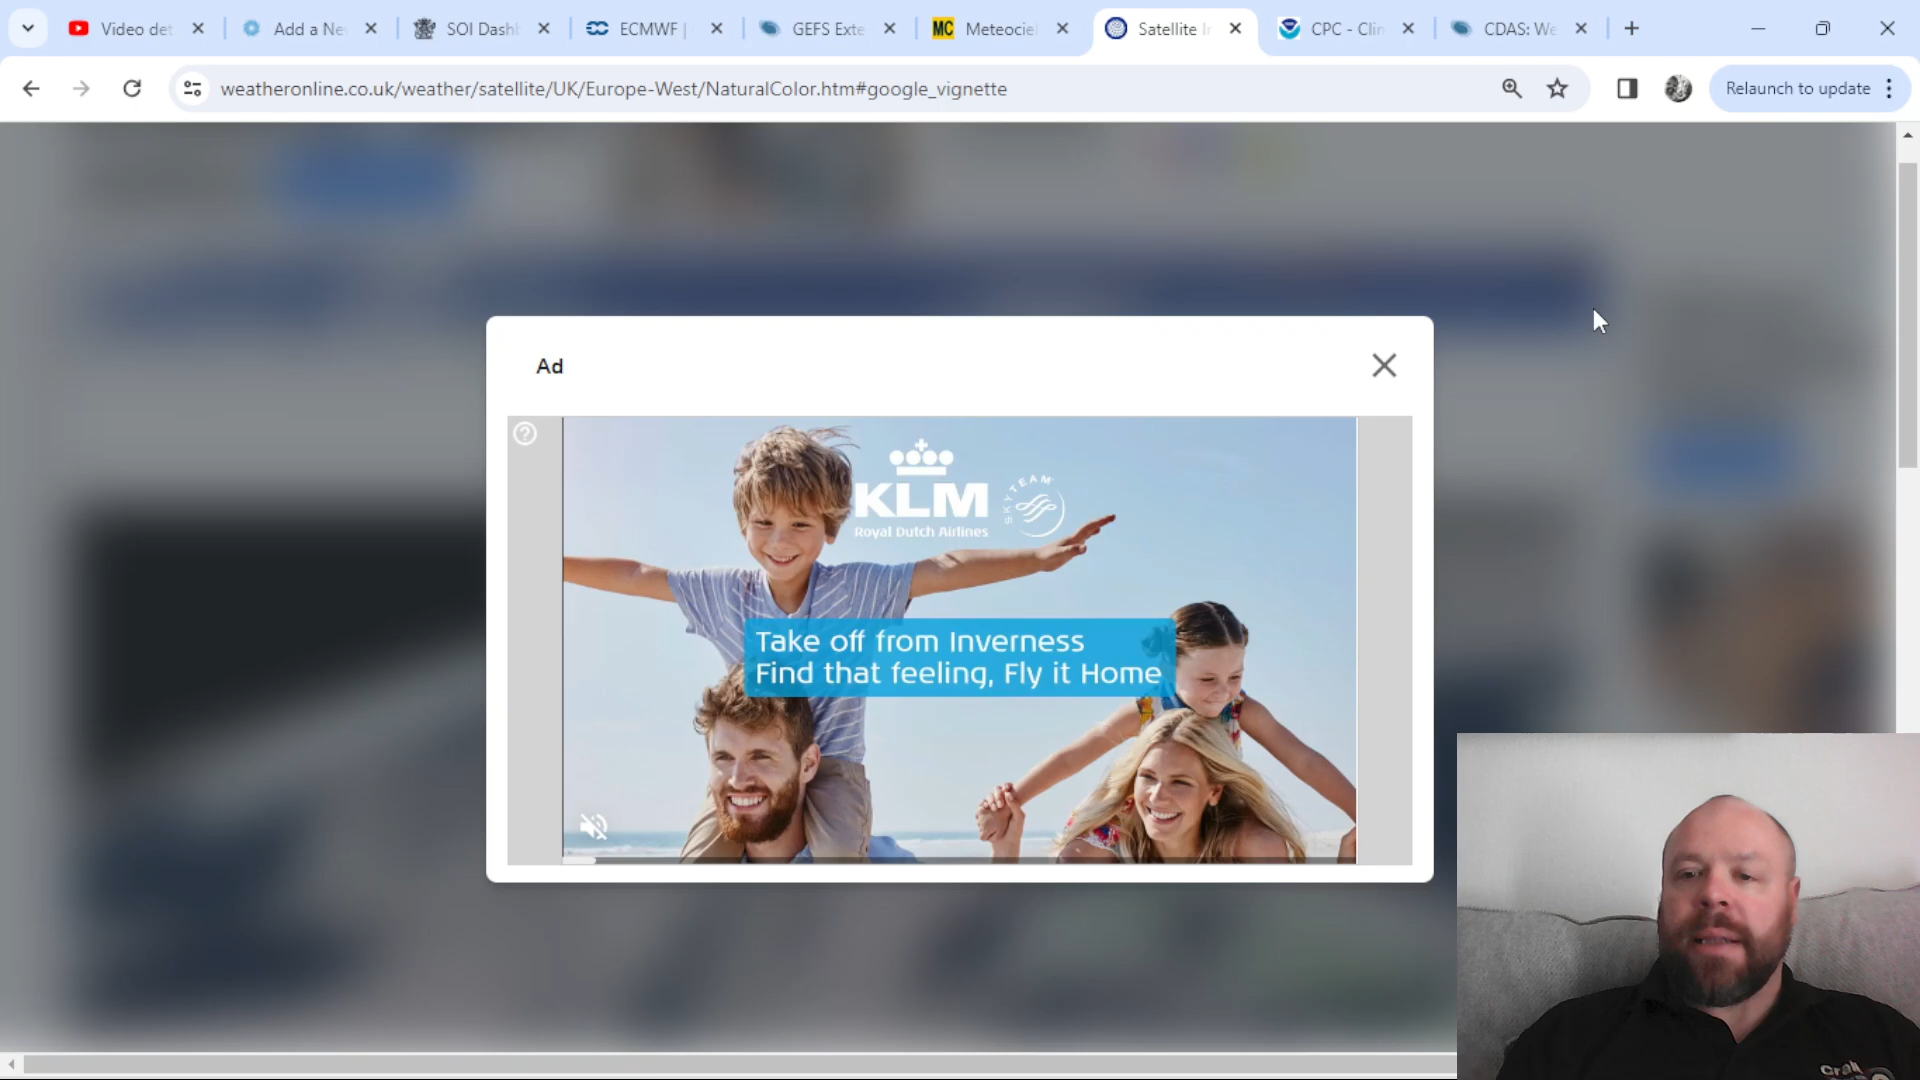 Video det
Add a Ne
SOI Dash
ECMWF |
GEFS Exte
MC
Meteociel
Satellite I
CPC - Clim
CDAS: We
weatheronline.co.uk/weather/satellite/UK/Europe-West/NaturalColor.htm#google_vignette
Relaunch to update
Ad
KLM
Royal Dutch Airlines
SKYTEAM
Take off from Inverness
Find that feeling, Fly it Home